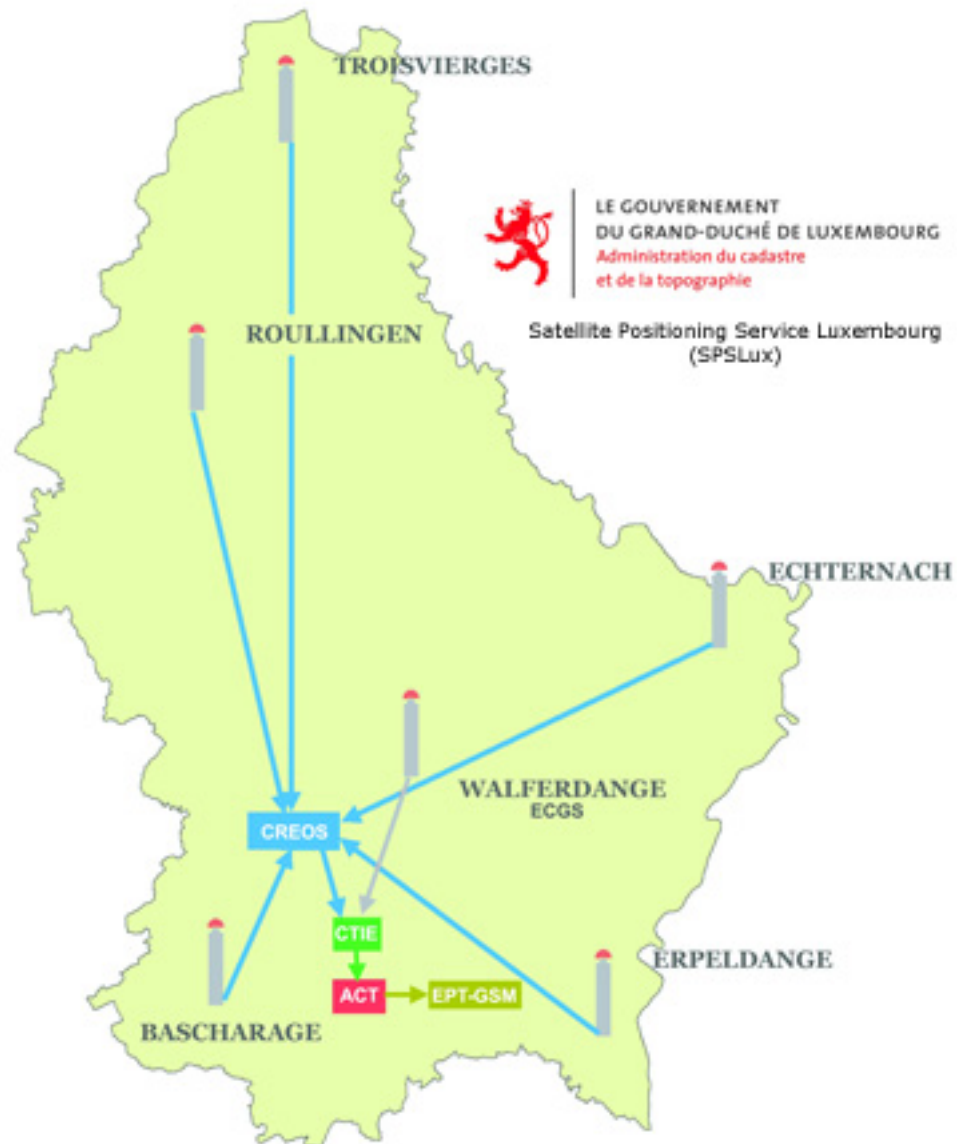 TROISVIERGES
LE GOUVERNEMENT
DU GRAND-DUCHÉ DE LUXEMBOURG
Administration du cadastre
et de la topographie
Satellite Positioning Service Luxembourg
(SPSLux)
ROULLINGEN
ECHTERNACH
WALFERDANGE
ECGS
CREOS
CTIE
ERPELDANGE
ACT
EPT-GSM
BASCHARAGE